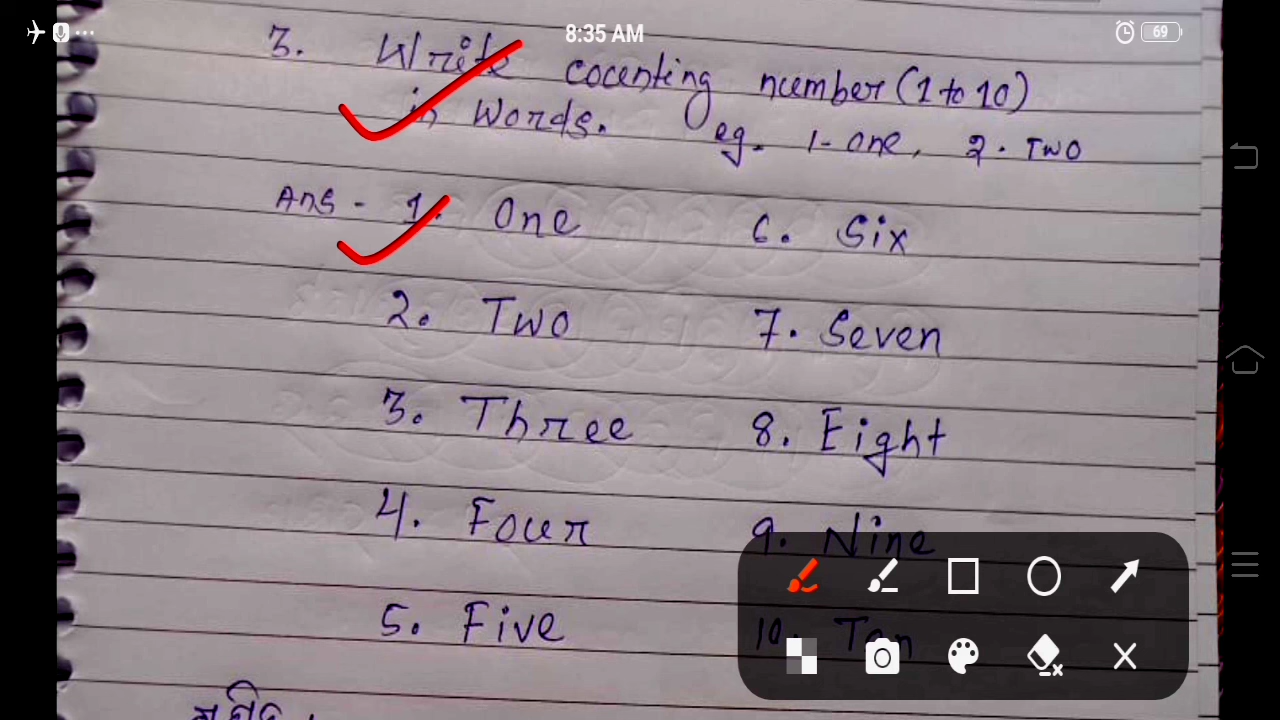 8:35 AM
69
3. Write counting number (1 to 10)
in words. eg. 1- one, 2. Two
Ans - 1. One 6. Six
2. Two 7. Seven
3. Three 8. Eight
4. Four 9. Nine
5. Five 10. Ten